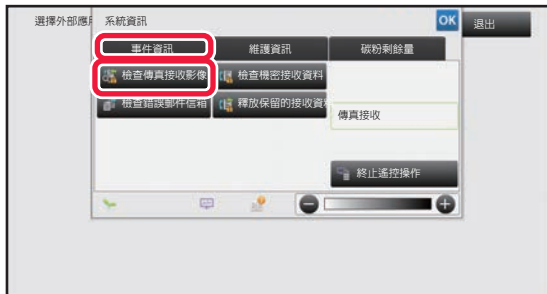 選擇外部應
系統資訊
OK
退出
事件資訊
維護資訊
碳粉剩餘量
檢查傳真接收影像
檢查機密接收資料
檢查錯誤郵件信箱
釋放保留的接收資料
傳真接收
終止遙控操作